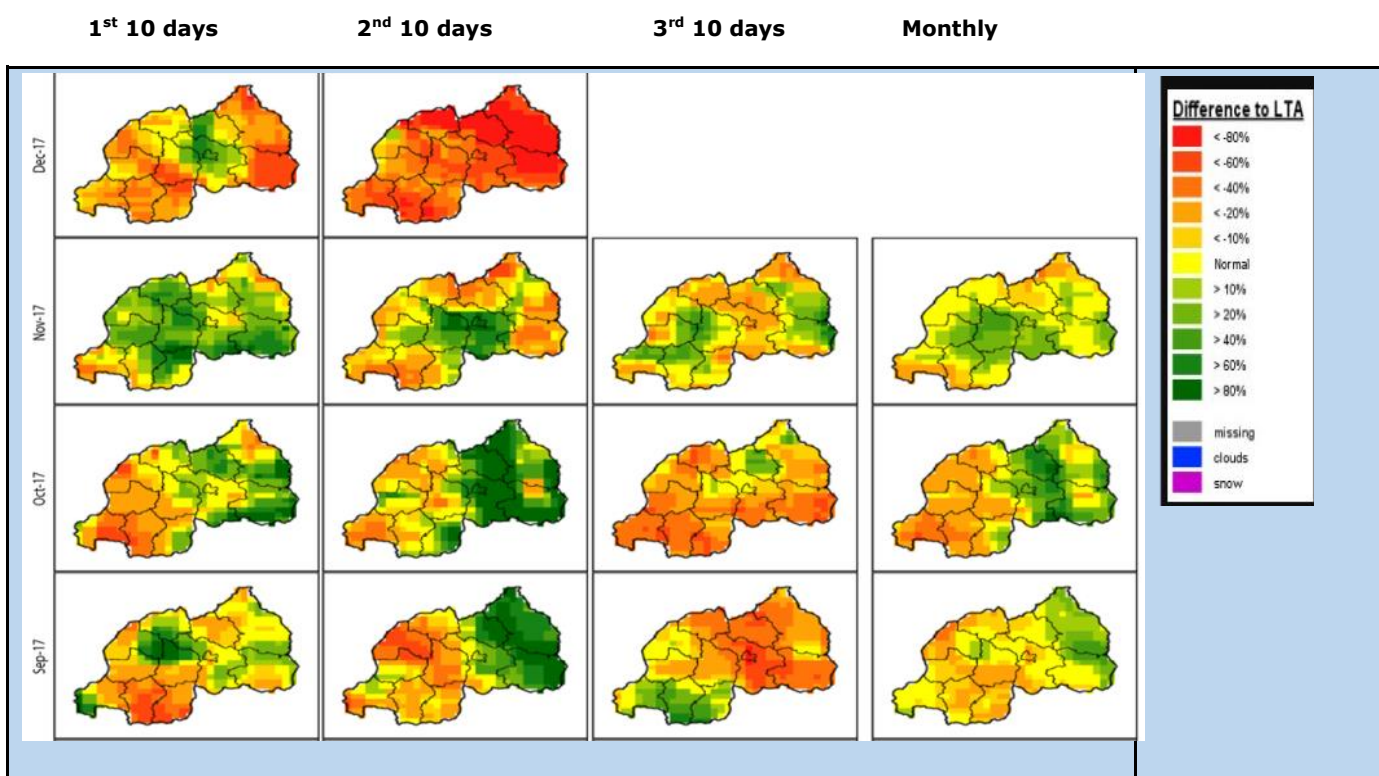 1st 10 days 2nd 10 days 3rd 10 days Monthly
Dec-17
Nov-17
Oct-17
Sep-17
Difference to LTA
< -80%
< -60%
< -40%
< -20%
< -10%
Normal
> 10%
> 20%
> 40%
> 60%
> 80%
missing
clouds
snow